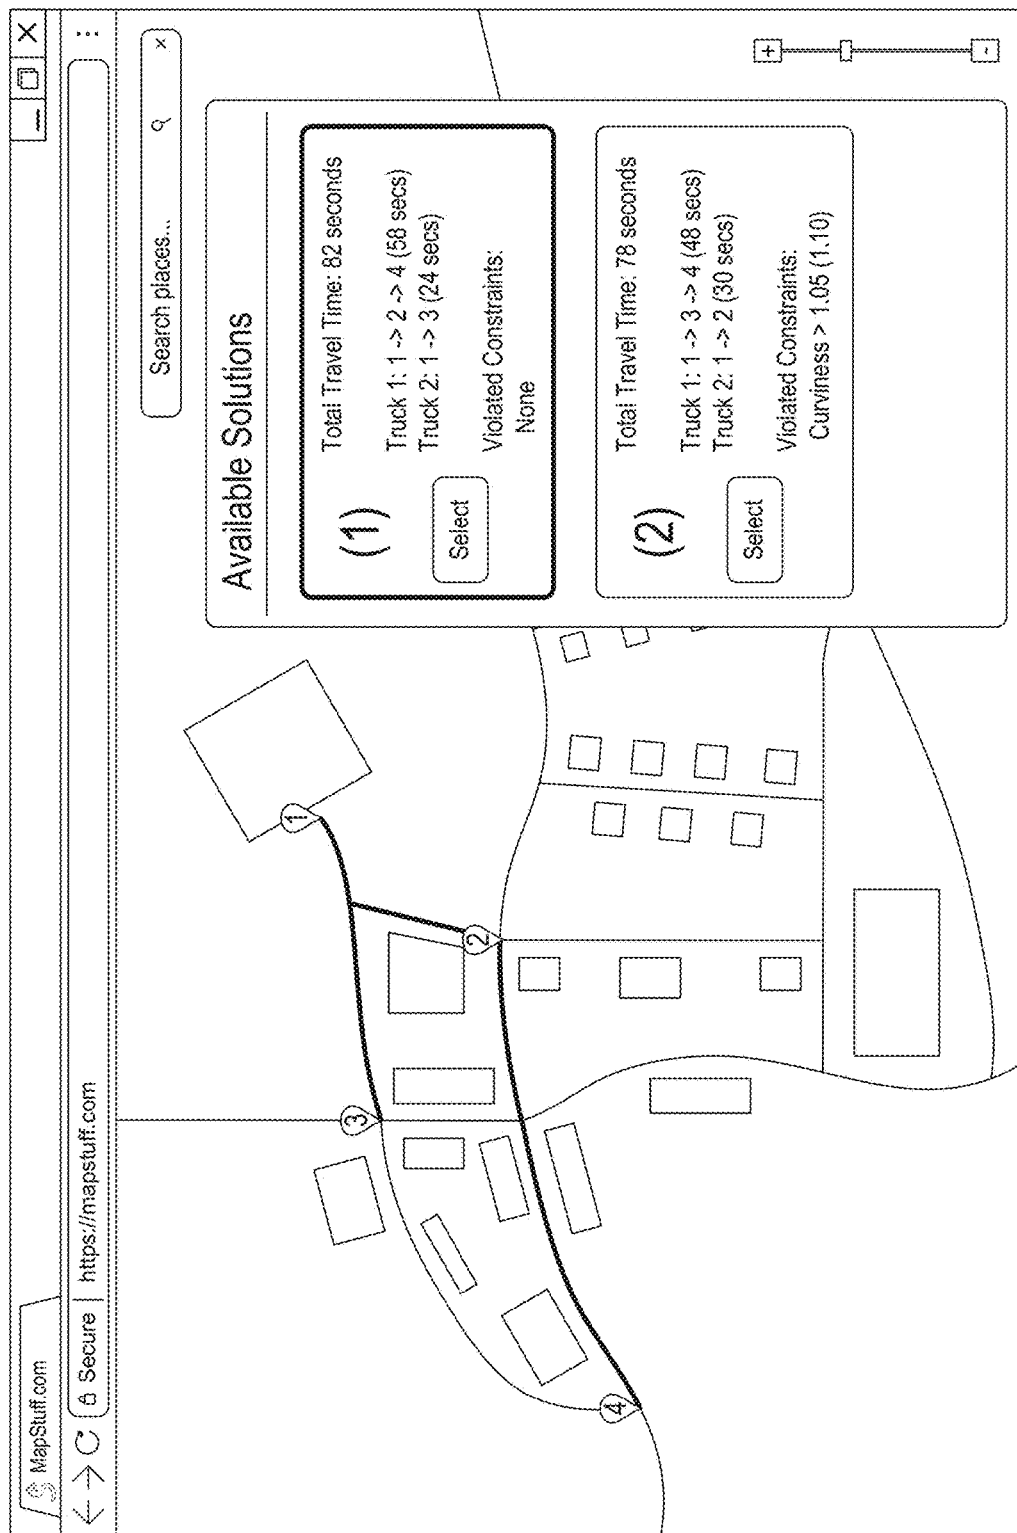 MapStuff.com
Secure | https://mapstuff.com
Search places...
Available Solutions
(1)
Select
Total Travel Time: 82 seconds
Truck 1: 1 -> 2 -> 4 (58 secs)
Truck 2: 1 -> 3 (24 secs)
Violated Constraints:
None
(2)
Select
Total Travel Time: 78 seconds
Truck 1: 1 -> 3 -> 4 (48 secs)
Truck 2: 1 -> 2 (30 secs)
Violated Constraints:
Curviness > 1.05 (1.10)
1
2
3
4